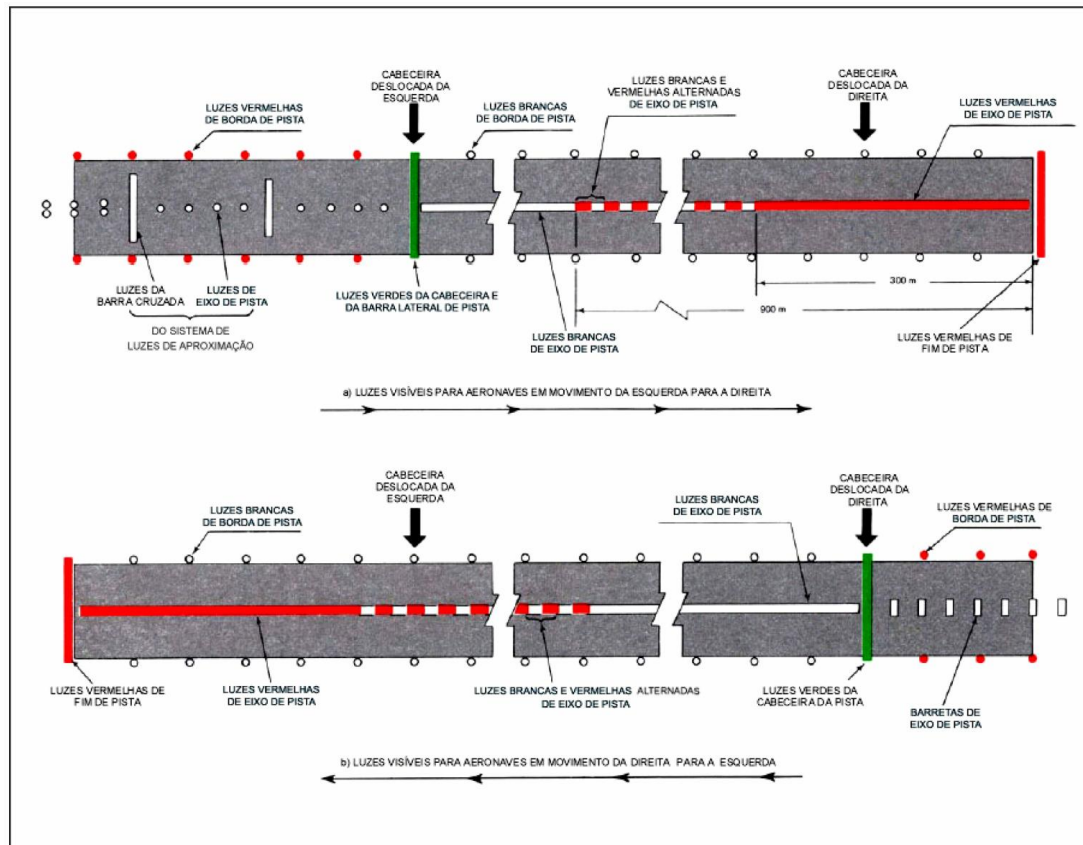 CABECEIRA
DESLOCADA DA
ESQUERDA
LUZES VERMELHAS
DE BORDA DE PISTA
LUZES BRANCAS
DE BORDA DE PISTA
LUZES BRANCAS E
VERMELHAS ALTERNADAS
DE EIXO DE PISTA
CABECEIRA
DESLOCADA DA
DIREITA
LUZES VERMELHAS
DE EIXO DE PISTA
LUZES DA
BARRA CRUZADA
LUZES DE
EIXO DE PISTA
DO SISTEMA DE
LUZES DE APROXIMAÇÃO
LUZES VERDES DA CABECEIRA E
DA BARRA LATERAL DE PISTA
LUZES BRANCAS
DE EIXO DE PISTA
300 m
900 m
LUZES VERMELHAS DE
FIM DE PISTA
a) LUZES VISÍVEIS PARA AERONAVES EM MOVIMENTO DA ESQUERDA PARA A DIREITA
LUZES BRANCAS
DE BORDA DE PISTA
CABECEIRA
DESLOCADA DA
ESQUERDA
LUZES BRANCAS
DE EIXO DE PISTA
CABECEIRA
DESLOCADA DA
DIREITA
LUZES VERMELHAS DE
BORDA DE PISTA
LUZES VERMELHAS DE
FIM DE PISTA
LUZES VERMELHAS
DE EIXO DE PISTA
LUZES BRANCAS E VERMELHAS ALTERNADAS
DE EIXO DE PISTA
LUZES VERDES DA
CABECEIRA DA PISTA
BARRETAS DE
EIXO DE PISTA
b) LUZES VISÍVEIS PARA AERONAVES EM MOVIMENTO DA DIREITA PARA A ESQUERDA